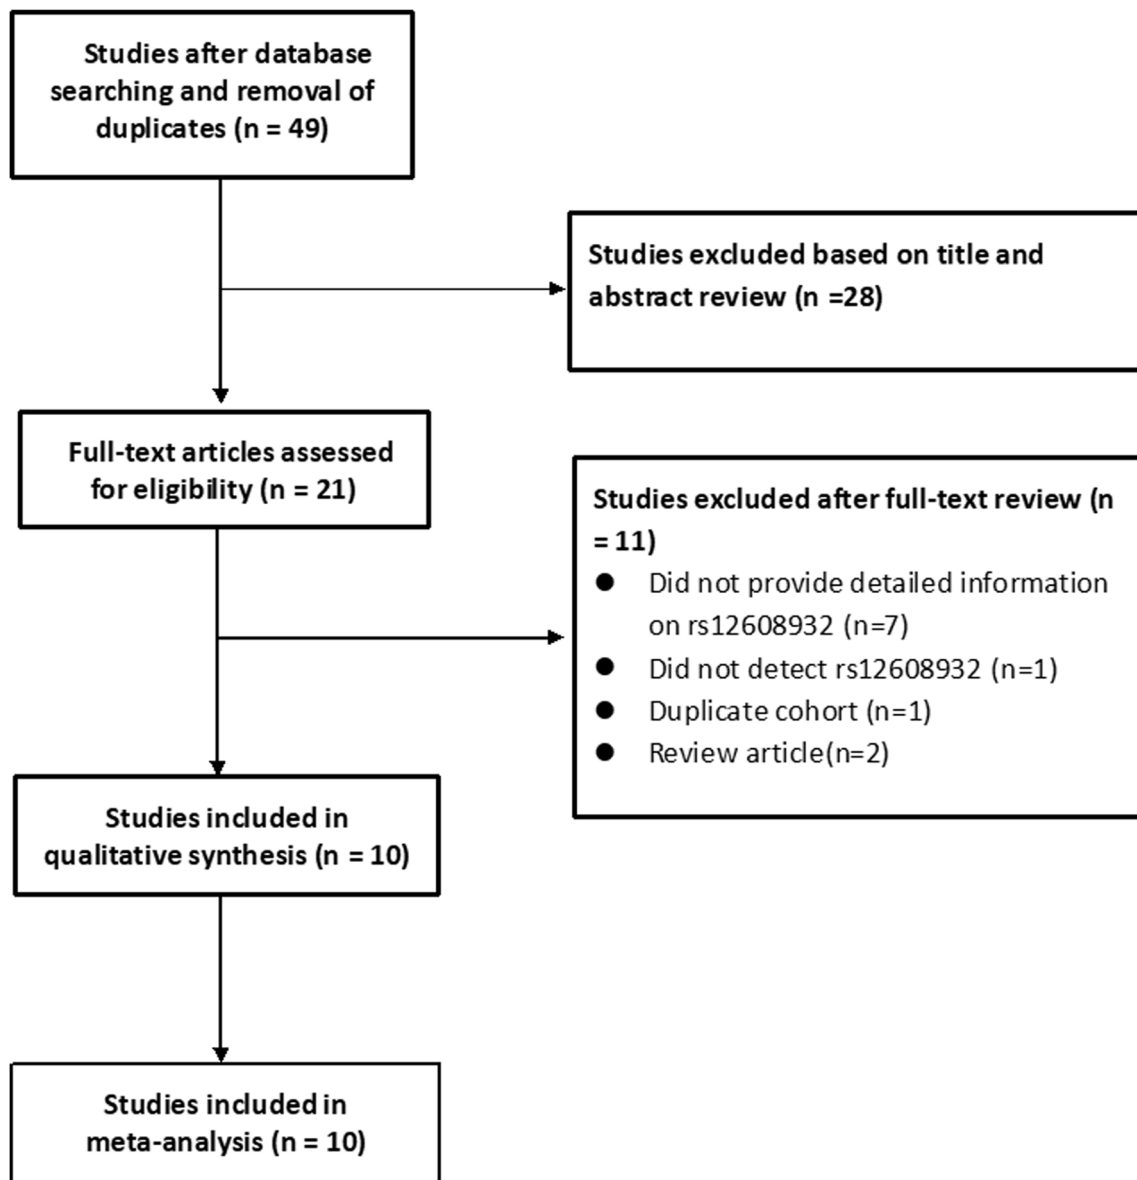 Studies after database
searching and removal of
duplicates (n = 49)
Studies excluded based on title and
abstract review (n =28)
Full-text articles assessed
for eligibility (n = 21)
Studies excluded after full-text review (n
= 11)
● Did not provide detailed information
on rs12608932 (n=7)
● Did not detect rs12608932 (n=1)
● Duplicate cohort (n=1)
● Review article(n=2)
Studies included in
qualitative synthesis (n = 10)
Studies included in
meta-analysis (n = 10)